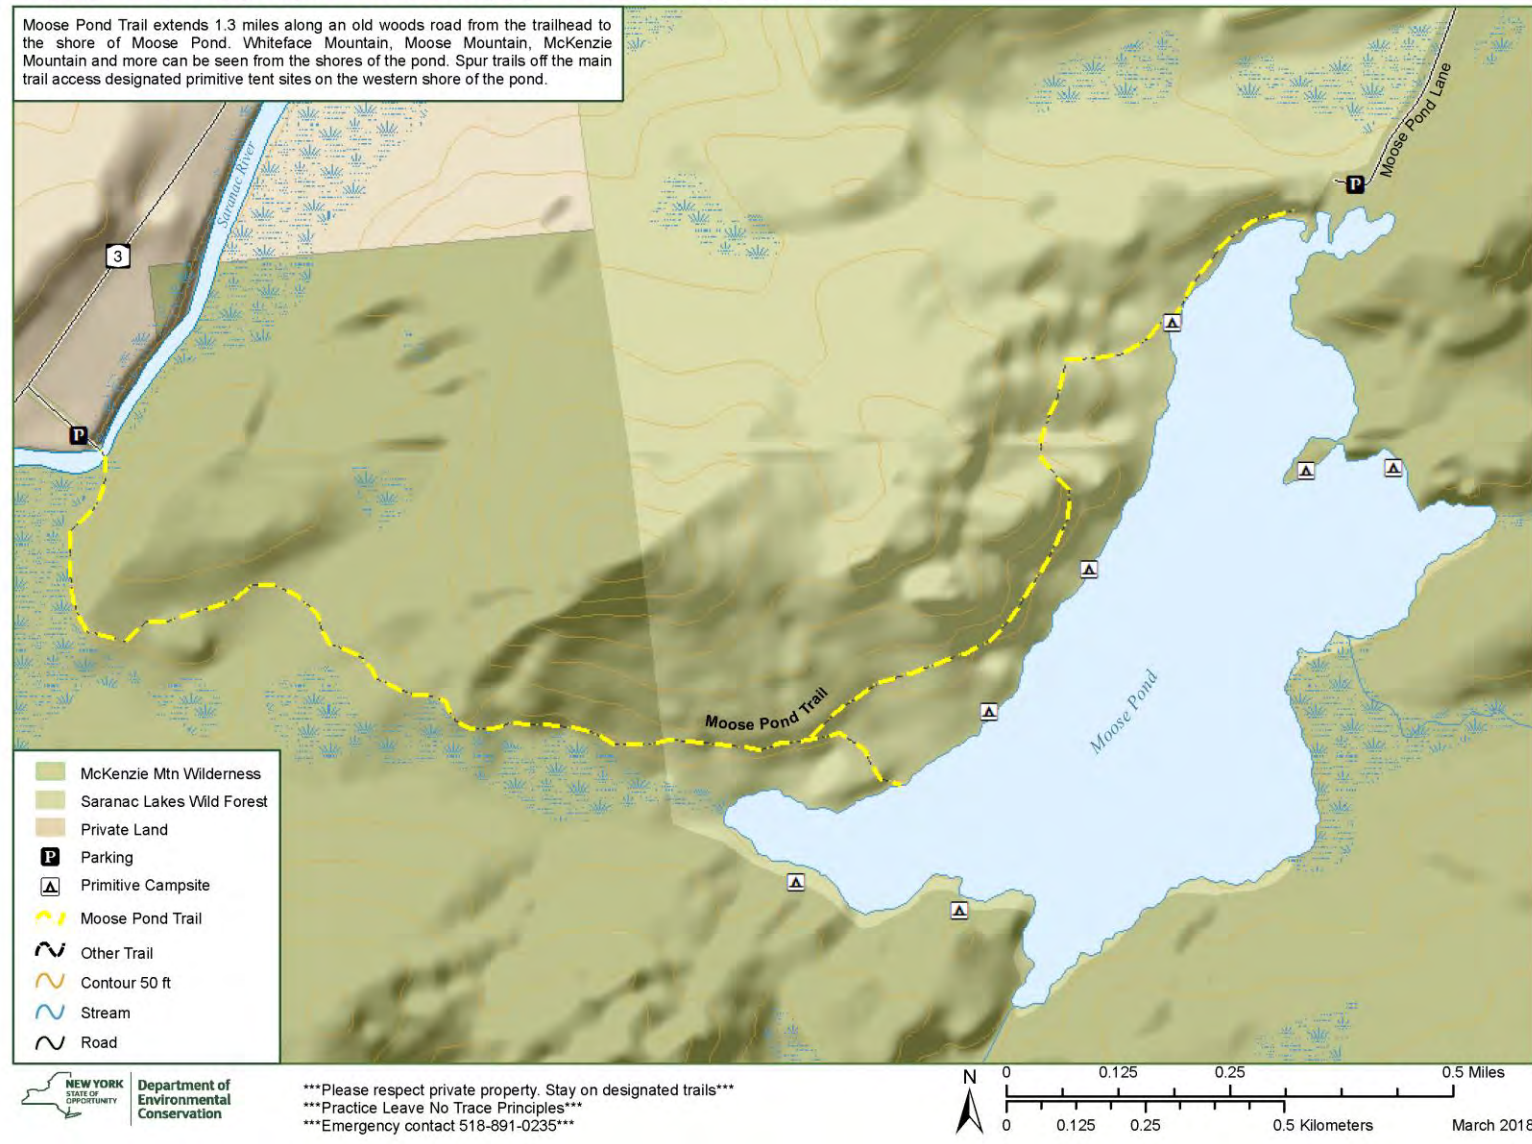 Moose Pond Trail extends 1.3 miles along an old woods road from the trailhead to
the shore of Moose Pond. Whiteface Mountain, Moose Mountain, McKenzie
Mountain and more can be seen from the shores of the pond. Spur trails off the main
trail access designated primitive tent sites on the western shore of the pond.
Moose Pond Lane
P
Saranac River
3
P
Moose Pond Trail
Moose Pond
McKenzie Mtn Wilderness
Saranac Lakes Wild Forest
Private Land
P Parking
Primitive Campsite
Moose Pond Trail
Other Trail
Contour 50 ft
Stream
Road
NEW YORK
STATE OF
OPPORTUNITY
Department of
Environmental
Conservation
***Please respect private property. Stay on designated trails***
***Practice Leave No Trace Principles***
***Emergency contact 518-891-0235***
N
0 0.125 0.25 0.5 Miles
0 0.125 0.25 0.5 Kilometers
March 2018